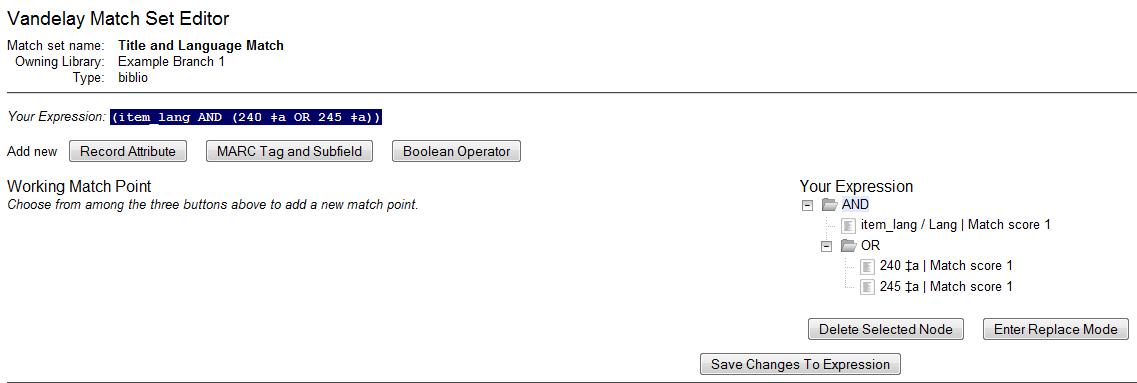 Vandelay Match Set Editor
Match set name: Title and Language Match
Owning Library: Example Branch 1
Type: biblio
Your Expression: (item_lang AND (240 ‡a OR 245 ‡a))
Add new Record Attribute MARC Tag and Subfield Boolean Operator
Working Match Point
Choose from among the three buttons above to add a new match point.
Your Expression
AND
item_lang / Lang | Match score 1
OR
240 ‡a | Match score 1
245 ‡a | Match score 1
Delete Selected Node Enter Replace Mode
Save Changes To Expression